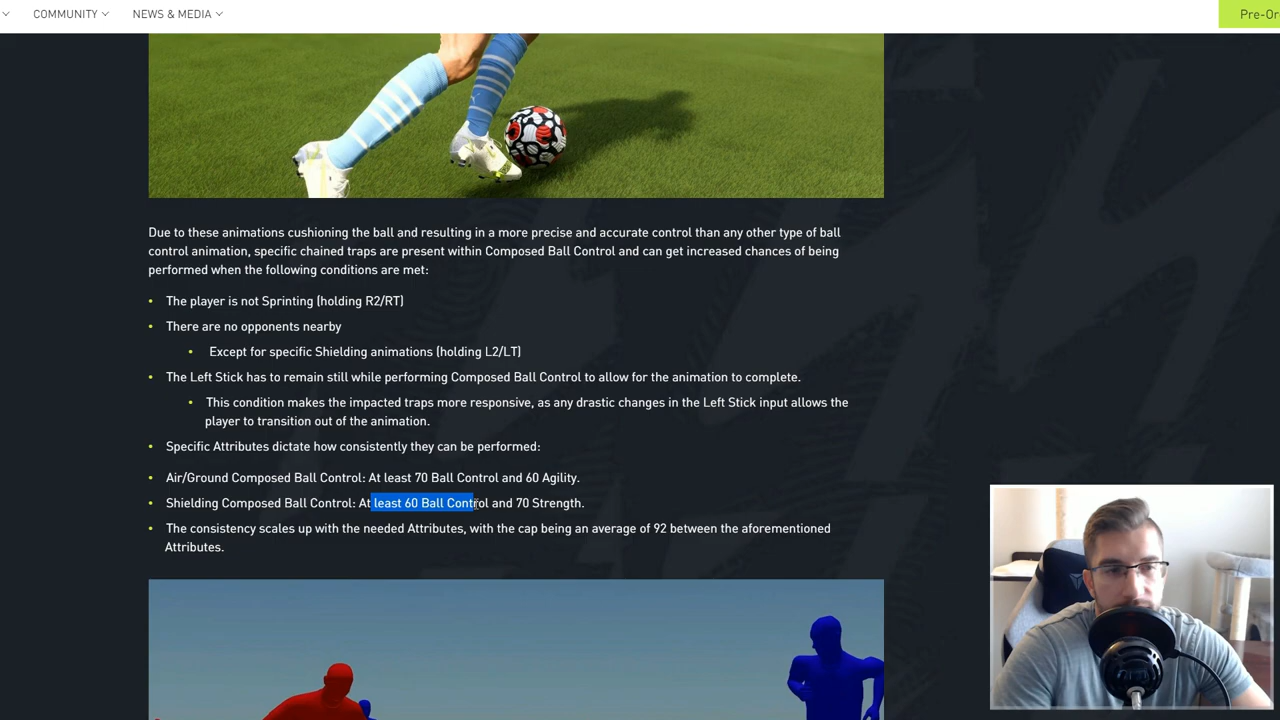 COMMUNITY
NEWS & MEDIA
Pre-Or
Due to these animations cushioning the ball and resulting in a more precise and accurate control than any other type of ball
control animation, specific chained traps are present within Composed Ball Control and can get increased chances of being
performed when the following conditions are met:
• The player is not Sprinting (holding R2/RT)
• There are no opponents nearby
• Except for specific Shielding animations (holding L2/LT)
• The Left Stick has to remain still while performing Composed Ball Control to allow for the animation to complete.
• This condition makes the impacted traps more responsive, as any drastic changes in the Left Stick input allows the
player to transition out of the animation.
• Specific Attributes dictate how consistently they can be performed:
• Air/Ground Composed Ball Control: At least 70 Ball Control and 60 Agility.
• Shielding Composed Ball Control: At least 60 Ball Control and 70 Strength.
• The consistency scales up with the needed Attributes, with the cap being an average of 92 between the aforementioned
Attributes.